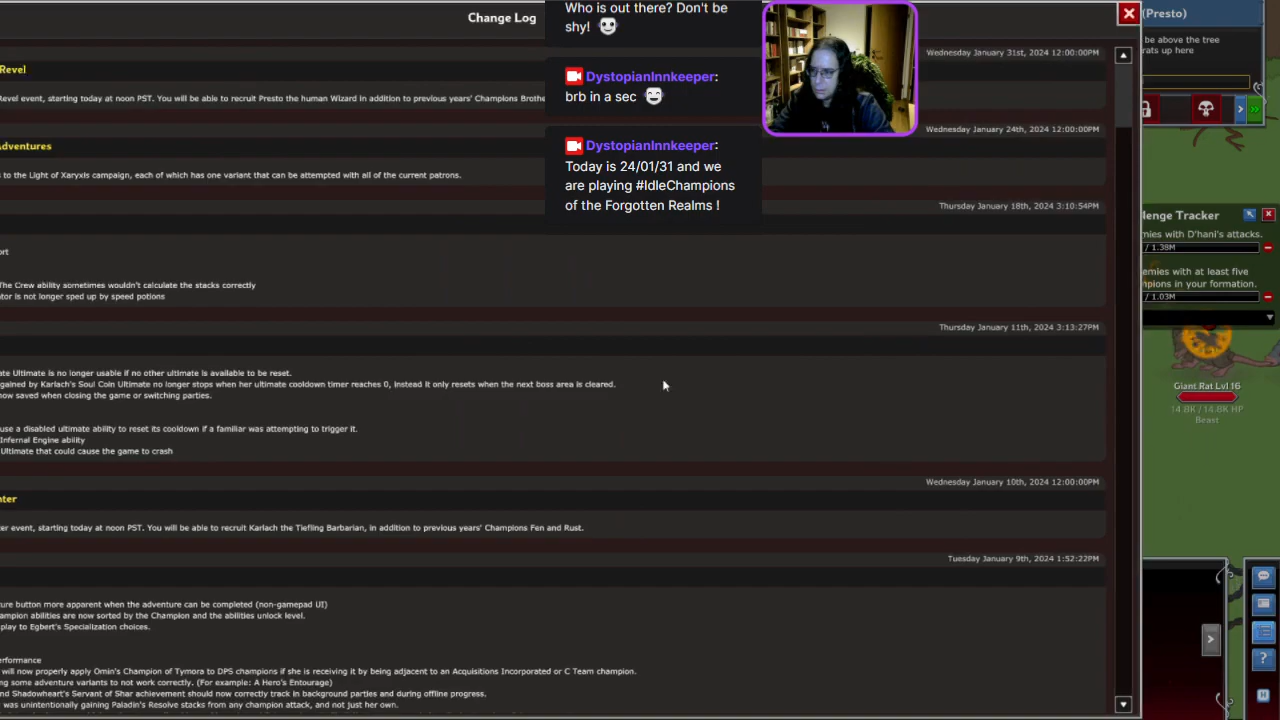 Change Log
Who is out there? Don't be
shy!
DystopianInnkeeper:
brb in a sec
DystopianInnkeeper:
Today is 24/01/31 and we
are playing #IdleChampions
of the Forgotten Realms !
Wednesday January 31st, 2024 12:00:00PM
Revel
Revel event, starting today at noon PST. You will be able to recruit Presto the human Wizard in addition to previous years' Champions Brothe
Wednesday January 24th, 2024 12:00:00PM
Adventures
s to the Light of Xaryxis campaign, each of which has one variant that can be attempted with all of the current patrons.
Thursday January 18th, 2024 3:10:54PM
ort
The Crew ability sometimes wouldn't calculate the stacks correctly
ator is not longer sped up by speed potions
Thursday January 11th, 2024 3:13:27PM
ate Ultimate is no longer usable if no other ultimate is available to be reset.
gained by Karlach's Soul Coin Ultimate no longer stops when her ultimate cooldown timer reaches 0, instead it only resets when the next boss area is cleared.
now saved when closing the game or switching parties.
use a disabled ultimate ability to reset its cooldown if a familiar was attempting to trigger it.
Infernal Engine ability
Ultimate that could cause the game to crash
Wednesday January 10th, 2024 12:00:00PM
nter
er event, starting today at noon PST. You will be able to recruit Karlach the Tiefling Barbarian, in addition to previous years' Champions Fen and Rust.
Tuesday January 9th, 2024 1:52:22PM
ure button more apparent when the adventure can be completed (non-gamepad UI)
hampion abilities are now sorted by the Champion and the abilities unlock level.
play to Egbert's Specialization choices.
erformance
will now properly apply Omin's Champion of Tymora to DPS champions if she is receiving it by being adjacent to an Acquisitions Incorporated or C Team champion.
ng some adventure variants to not work correctly. (For example: A Hero's Entourage)
nd Shadowheart's Servant of Shar achievement should now correctly track in background parties and during offline progress.
was unintentionally gaining Paladin's Resolve stacks from any champion attack, and not just her own.
(Presto)
be above the tree
rats up here
lenge Tracker
mies with D'hani's attacks.
/ 1.38M
emies with at least five
mpions in your formation.
/ 1.03M
Giant Rat Lvl 16
14.8K / 14.8K HP
Beast